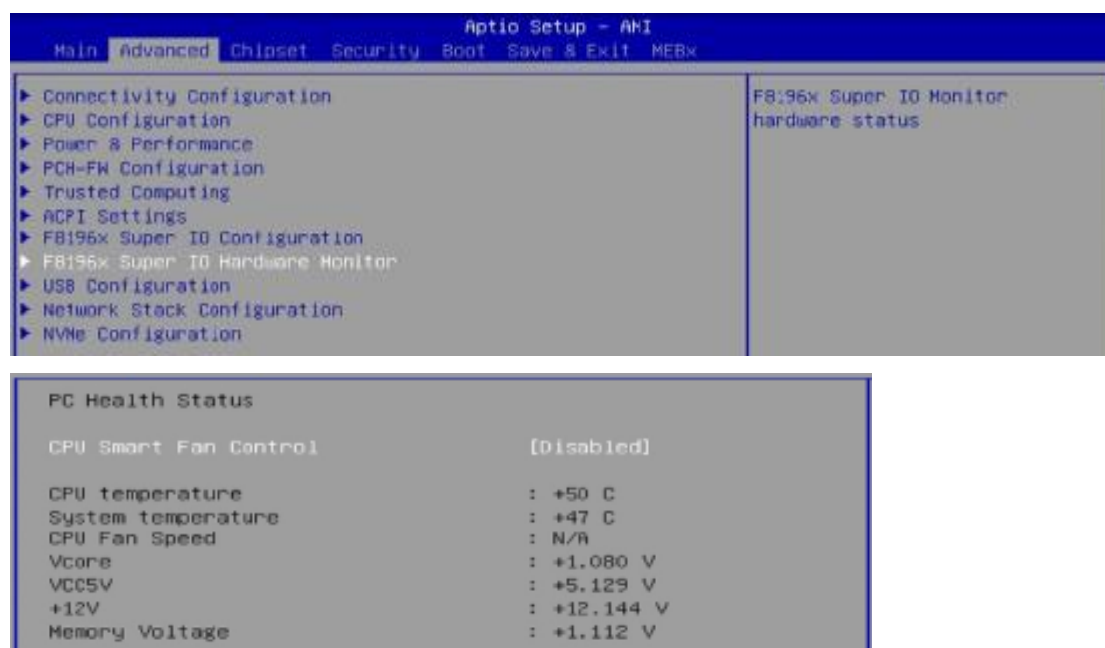 Aptio Setup - AMI
Main Advanced Chipset Security Boot Save & Exit MEBx
▶ Connectivity Configuration
▶ CPU Configuration
▶ Power & Performance
▶ PCH-FW Configuration
▶ Trusted Computing
▶ ACPI Settings
▶ F8196x Super IO Configuration
▶ F8196x Super IO Hardware Monitor
▶ USB Configuration
▶ Network Stack Configuration
▶ NVMe Configuration
F8196x Super IO Monitor
hardware status
PC Health Status
CPU Smart Fan Control [Disabled]
CPU temperature : +50 C
System temperature : +47 C
CPU Fan Speed : N/A
Vcore : +1.080 V
VCC5V : +5.129 V
+12V : +12.144 V
Memory Voltage : +1.112 V